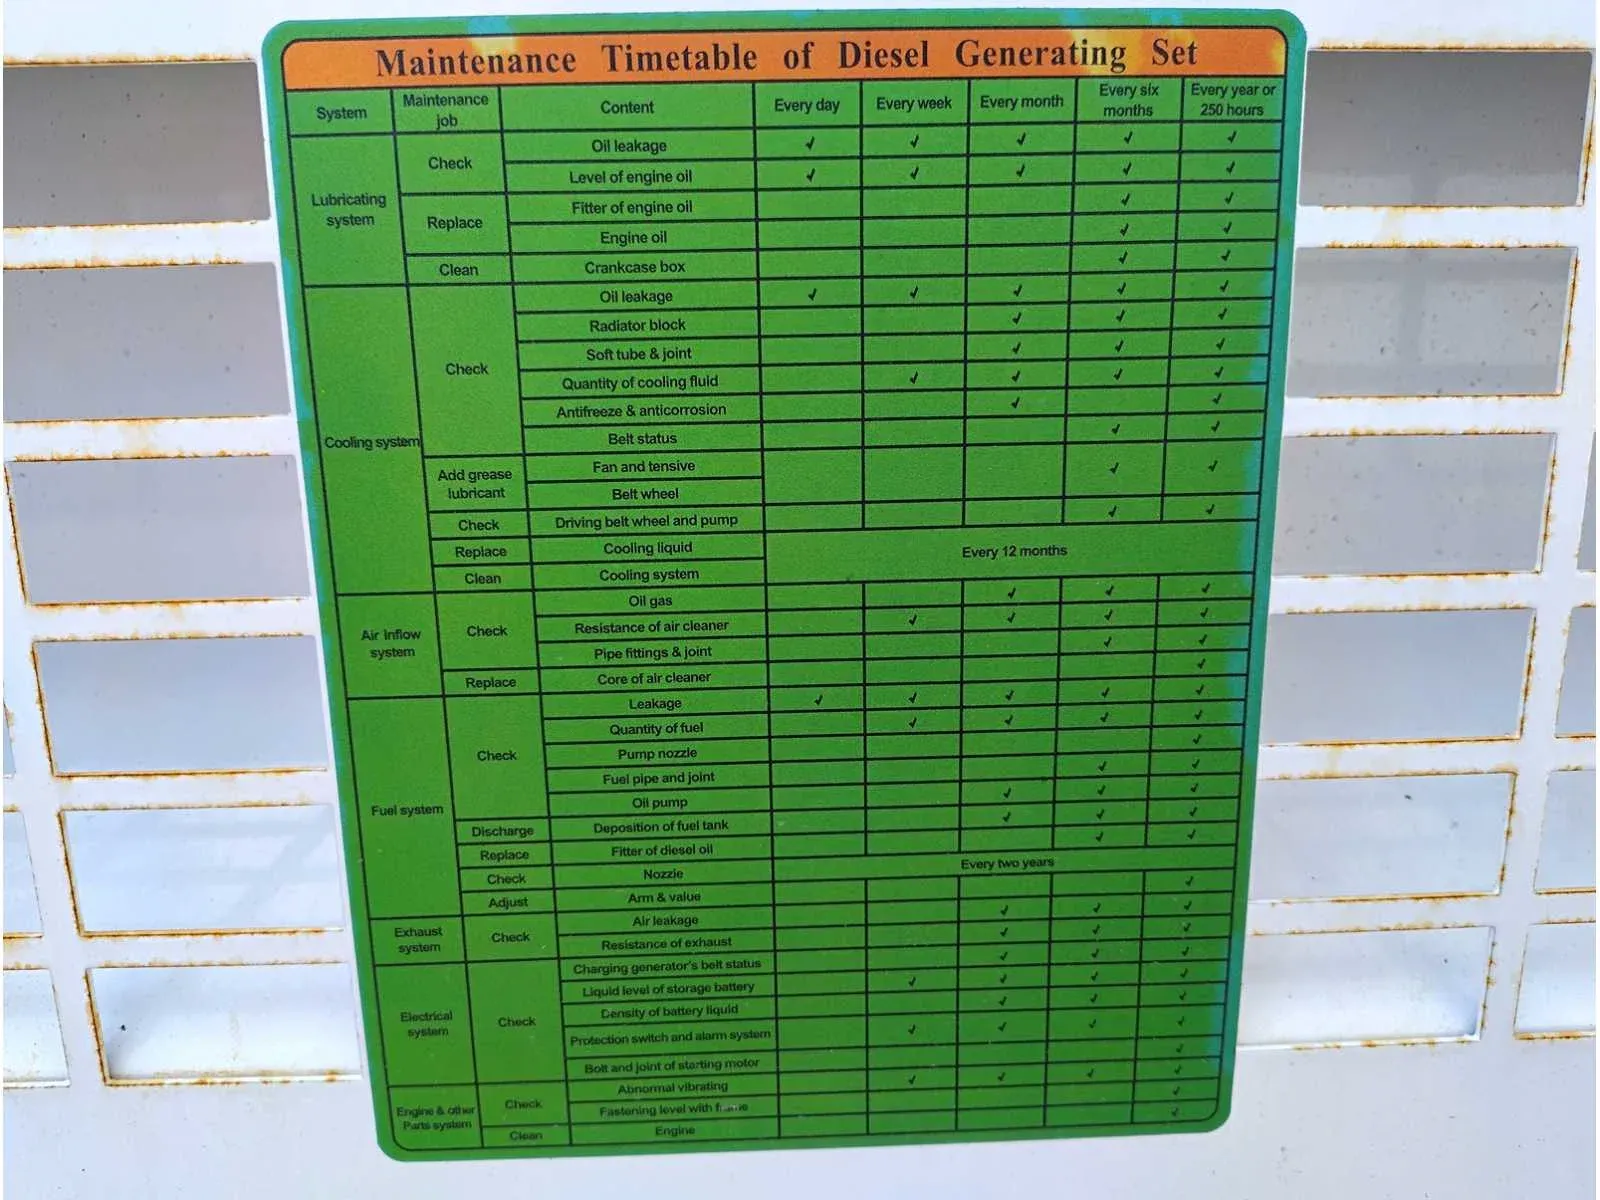 Maintenance Timetable of Diesel Generating Set
System Maintenance job Content Every day Every week Every month Every six months Every year or 250 hours
Lubricating system Check Oil leakage ✓ ✓ ✓ ✓ ✓
Level of engine oil ✓ ✓ ✓ ✓ ✓
Replace Fitter of engine oil ✓ ✓
Engine oil ✓ ✓
Clean Crankcase box ✓ ✓
Cooling system Check Oil leakage ✓ ✓ ✓ ✓ ✓
Radiator block ✓ ✓ ✓
Soft tube & joint ✓ ✓ ✓
Quantity of cooling fluid ✓ ✓ ✓ ✓
Antifreeze & anticorrosion ✓ ✓
Belt status ✓ ✓
Add grease lubricant Fan and tensive ✓ ✓
Belt wheel
Check Driving belt wheel and pump ✓ ✓
Replace Cooling liquid Every 12 months
Clean Cooling system
Air Inflow system Check Oil gas ✓ ✓ ✓
Resistance of air cleaner ✓ ✓ ✓ ✓
Pipe fittings & joint ✓ ✓
Replace Core of air cleaner ✓
Fuel system Check Leakage ✓ ✓ ✓ ✓ ✓
Quantity of fuel ✓ ✓ ✓ ✓
Pump nozzle ✓
Fuel pipe and joint ✓ ✓
Oil pump ✓ ✓ ✓
Discharge Deposition of fuel tank ✓ ✓ ✓
Replace Fitter of diesel oil ✓ ✓
Check Nozzle Every two years
Adjust Arm & value ✓
Exhaust system Check Air leakage ✓ ✓ ✓
Resistance of exhaust ✓ ✓ ✓
Electrical system Check Charging generator's belt status ✓ ✓ ✓
Liquid level of storage battery ✓ ✓ ✓ ✓
Density of battery liquid ✓ ✓ ✓
Protection switch and alarm system ✓ ✓ ✓ ✓
Bolt and joint of starting motor ✓
Engine & other Parts system Check Abnormal vibrating ✓ ✓ ✓ ✓
Fastening level with frame ✓
Clean Engine ✓